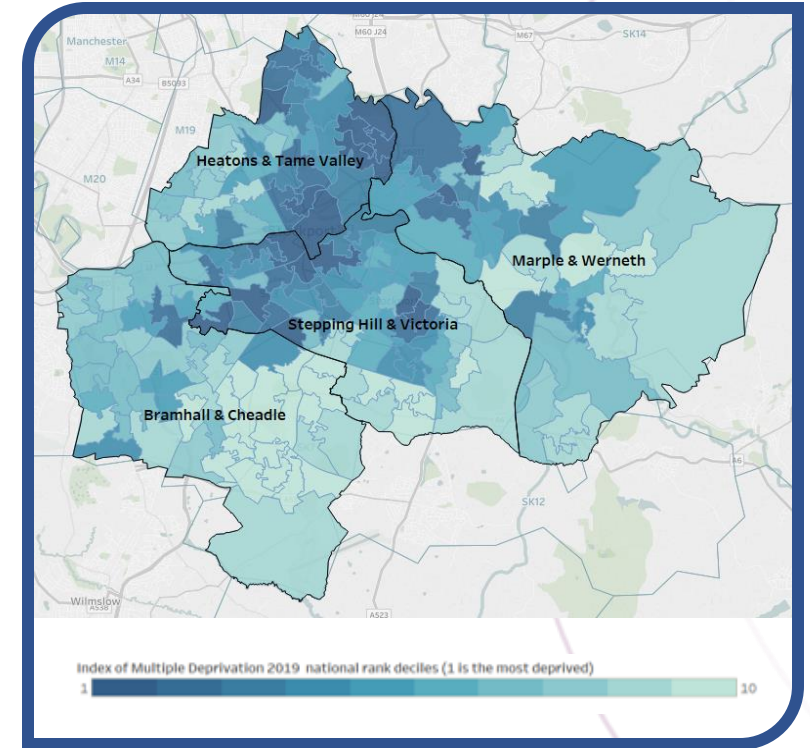 M60 J24
M67
SK14
Manchester
M14
A34
B5093
M19
Heatons & Tame Valley
M20
Marple & Werneth
Stepping Hill & Victoria
Bramhall & Cheadle
A6
SK12
Wilmslow
A538
A523
Index of Multiple Deprivation 2019 national rank deciles (1 is the most deprived)
1
10